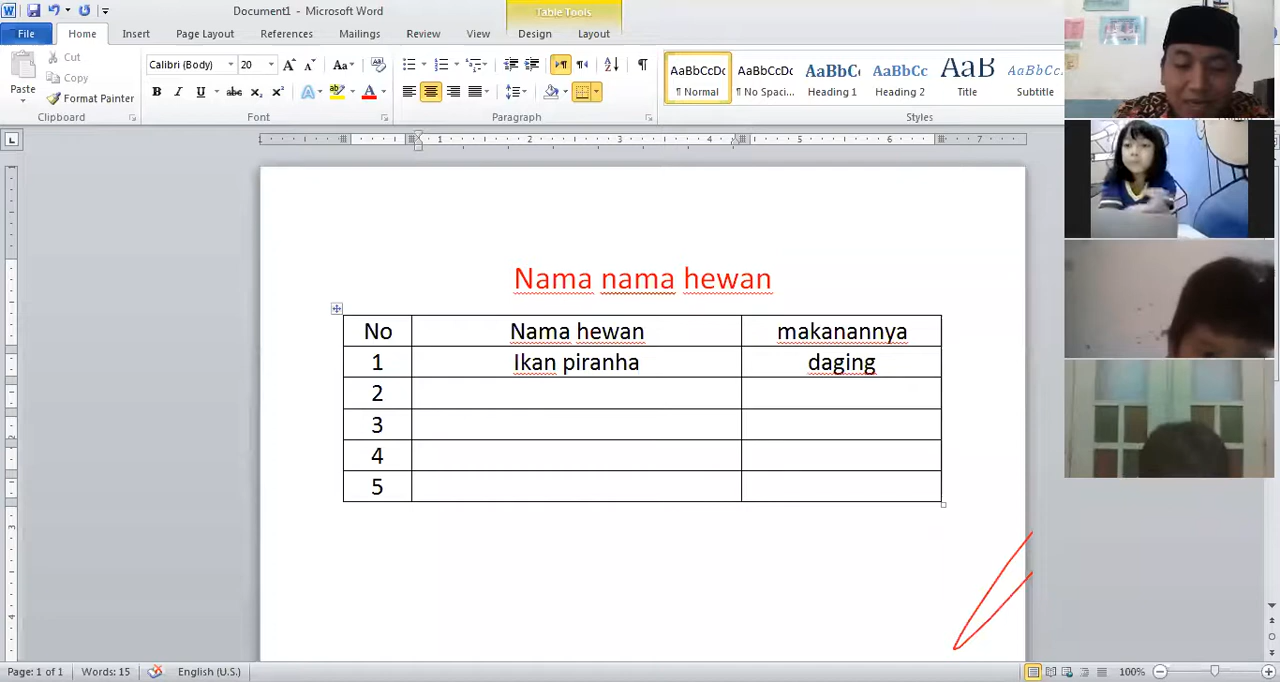 Document1 - Microsoft Word
Table Tools
File Home Insert Page Layout References Mailings Review View Design Layout
Paste
Cut
Copy
Format Painter
Clipboard
Calibri (Body) 20
Font
Paragraph
AaBbCcDc
¶ Normal
AaBbCcDc
¶ No Spaci...
AaBbC
Heading 1
AaBbCc
Heading 2
AaB
Title
AaBbCc.
Subtitle
Styles
Nama nama hewan
No Nama hewan makanannya
1 Ikan piranha daging
2
3
4
5
Page: 1 of 1 Words: 15 English (U.S.) 100%